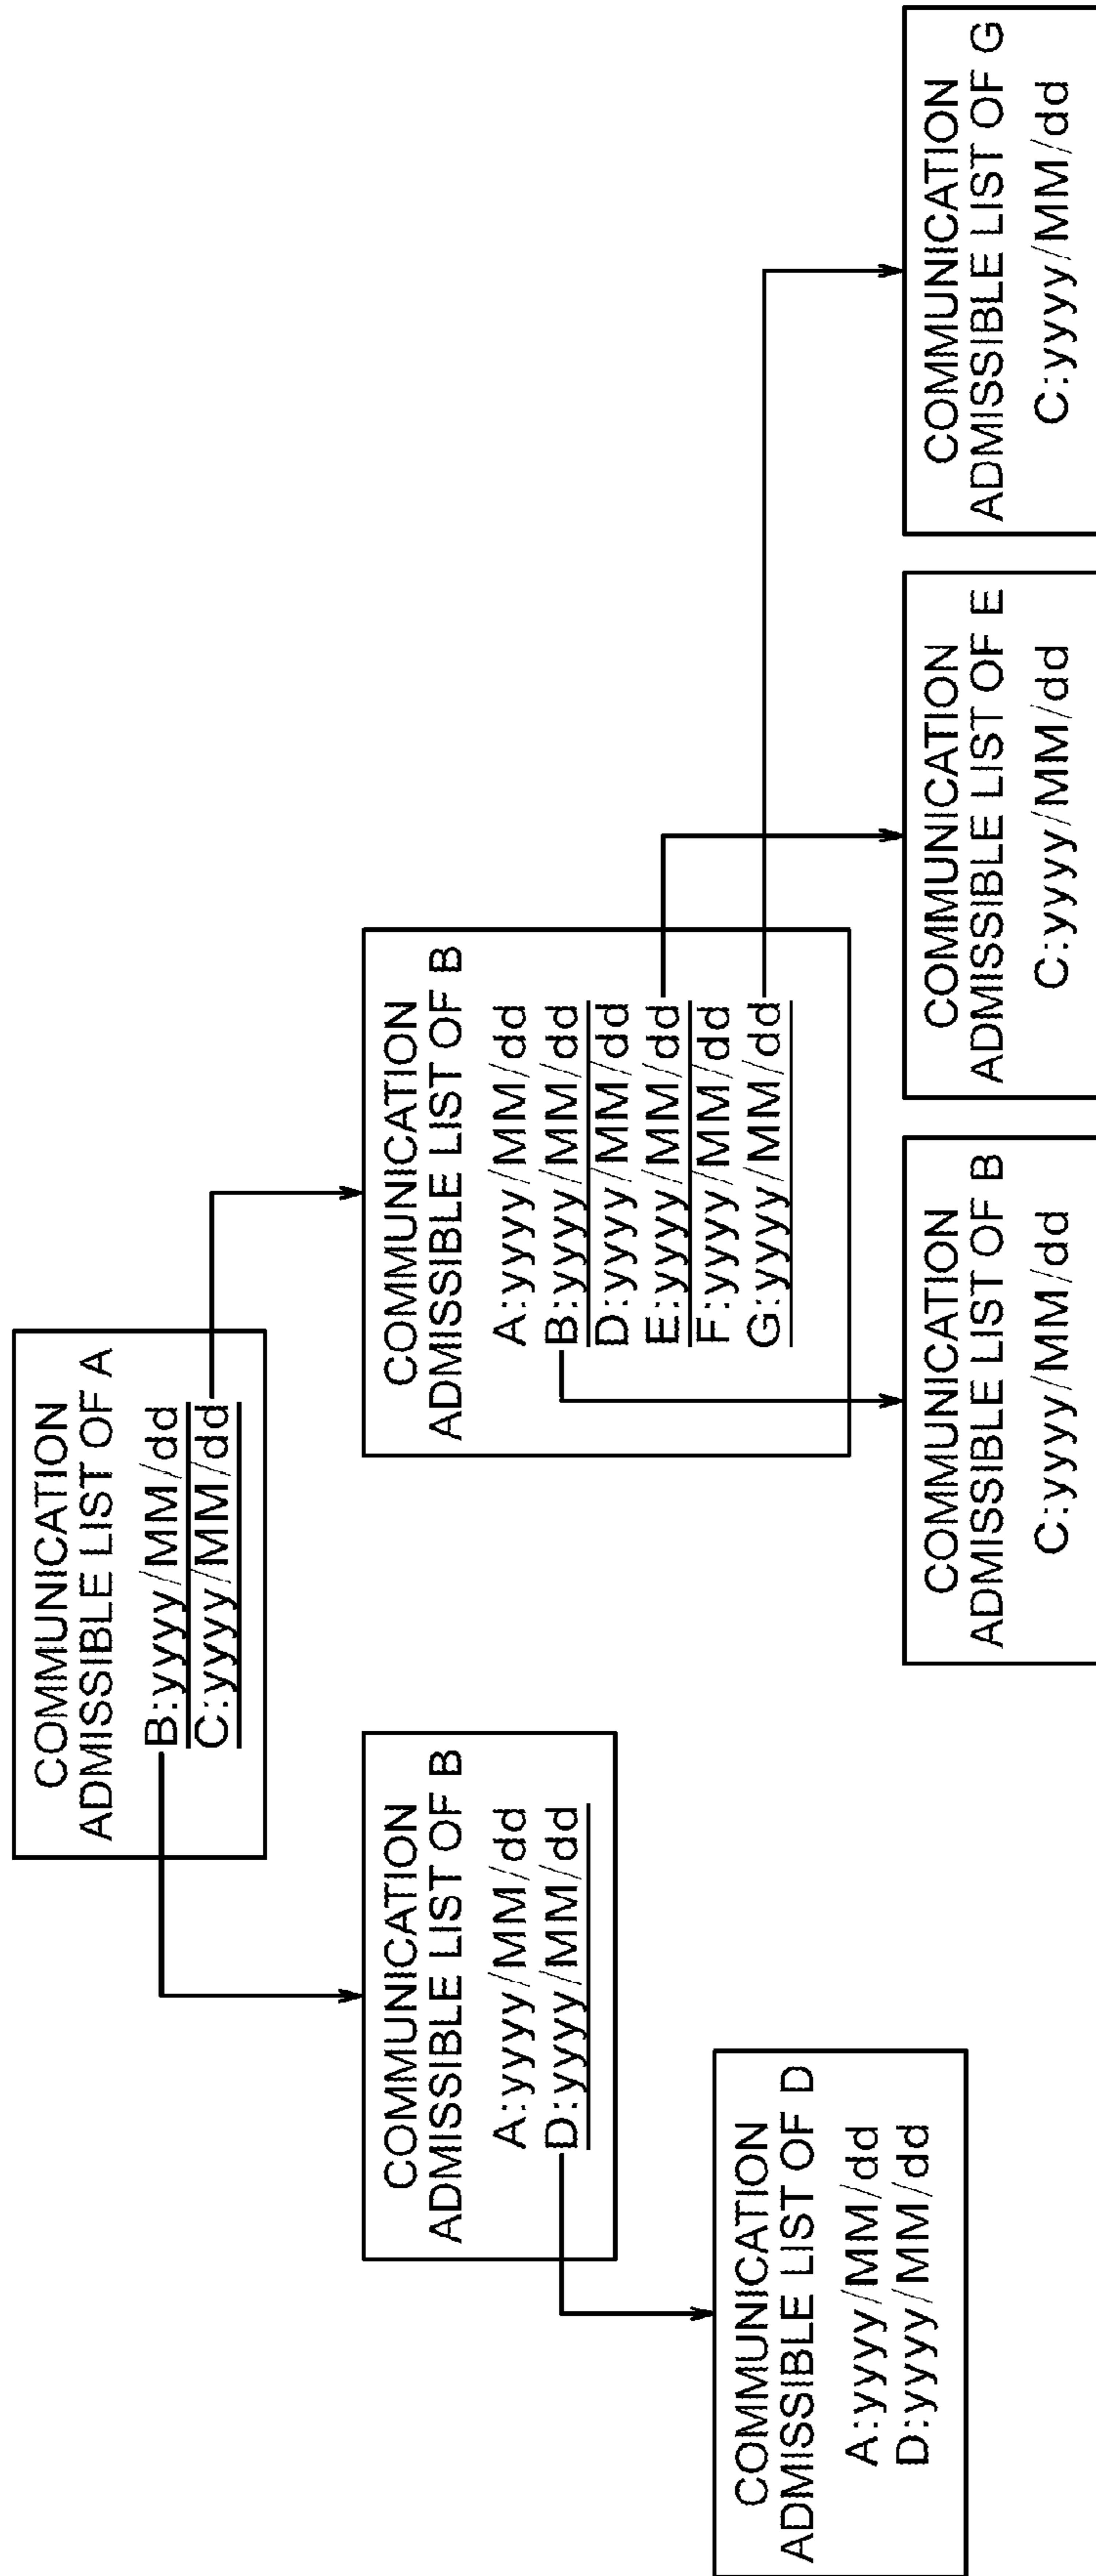 COMMUNICATION
ADMISSIBLE LIST OF A
B:yyyy/MM/dd
C:yyyy/MM/dd
COMMUNICATION
ADMISSIBLE LIST OF B
A:yyyy/MM/dd
D:yyyy/MM/dd
COMMUNICATION
ADMISSIBLE LIST OF B
A:yyyy/MM/dd
B:yyyy/MM/dd
D:yyyy/MM/dd
E:yyyy/MM/dd
F:yyyy/MM/dd
G:yyyy/MM/dd
COMMUNICATION
ADMISSIBLE LIST OF D
A:yyyy/MM/dd
D:yyyy/MM/dd
COMMUNICATION
ADMISSIBLE LIST OF B
C:yyyy/MM/dd
COMMUNICATION
ADMISSIBLE LIST OF E
C:yyyy/MM/dd
COMMUNICATION
ADMISSIBLE LIST OF G
C:yyyy/MM/dd